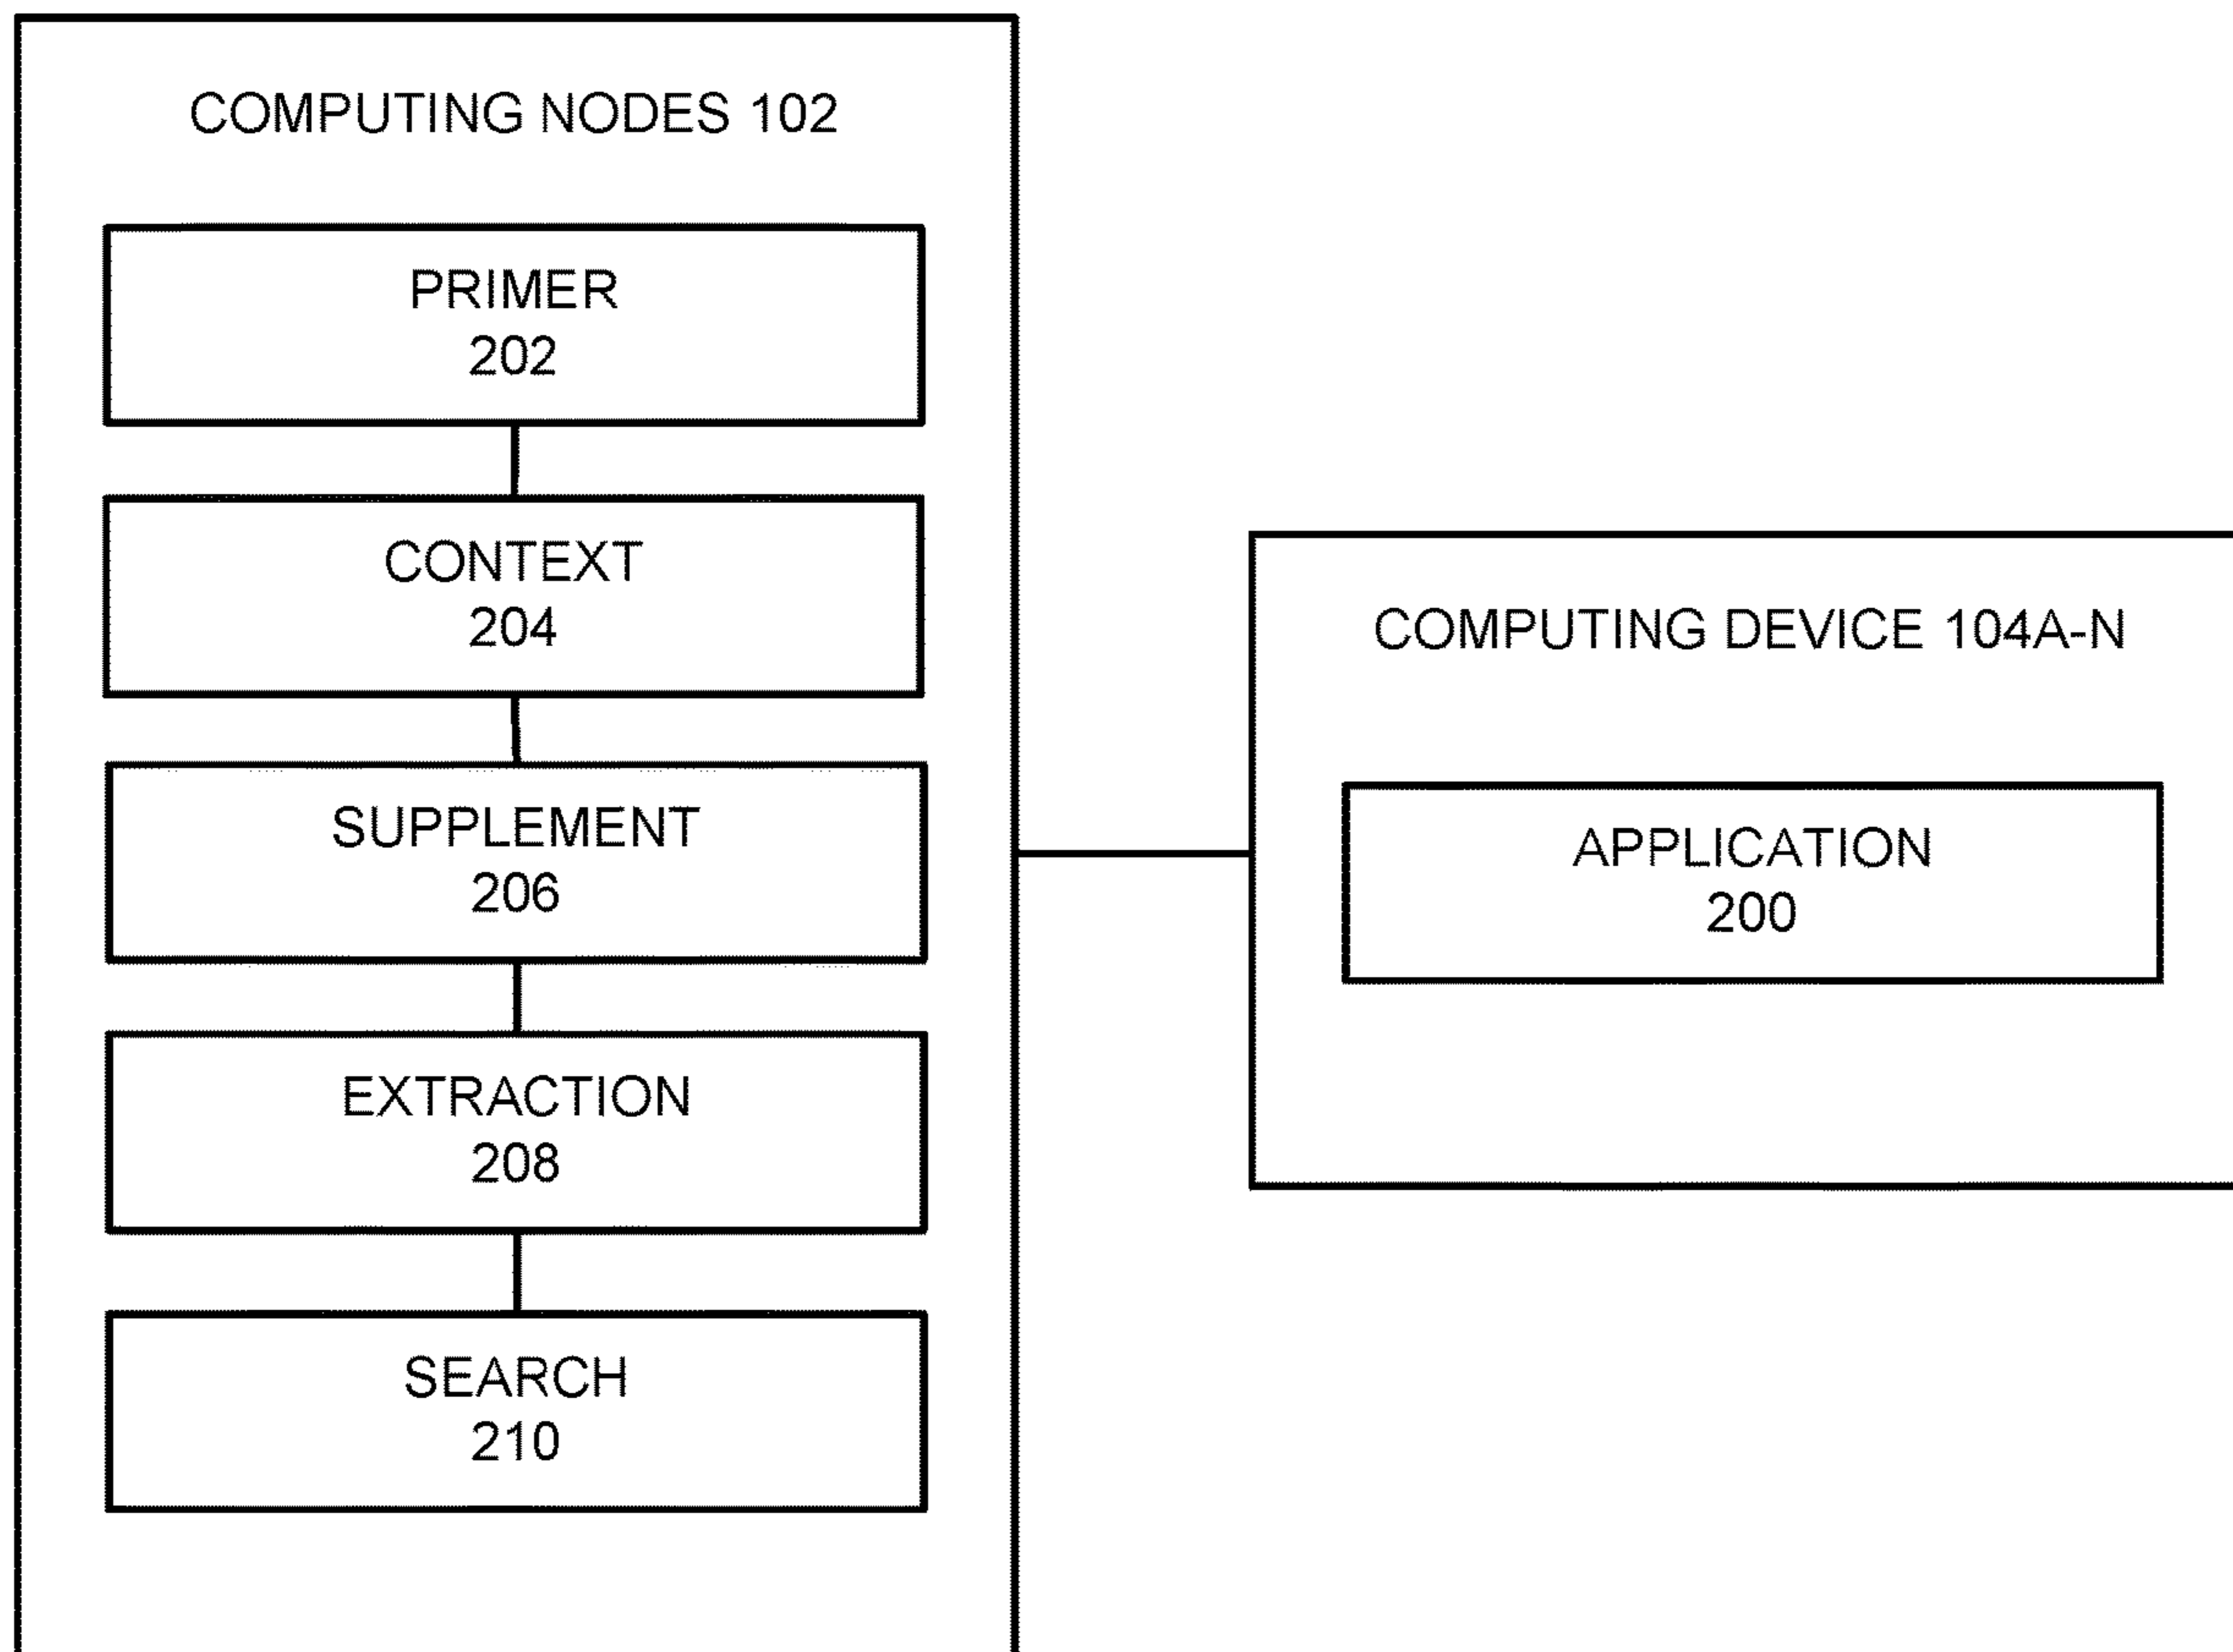 COMPUTING NODES 102
PRIMER
202
CONTEXT
204
SUPPLEMENT
206
EXTRACTION
208
SEARCH
210
COMPUTING DEVICE 104A-N
APPLICATION
200